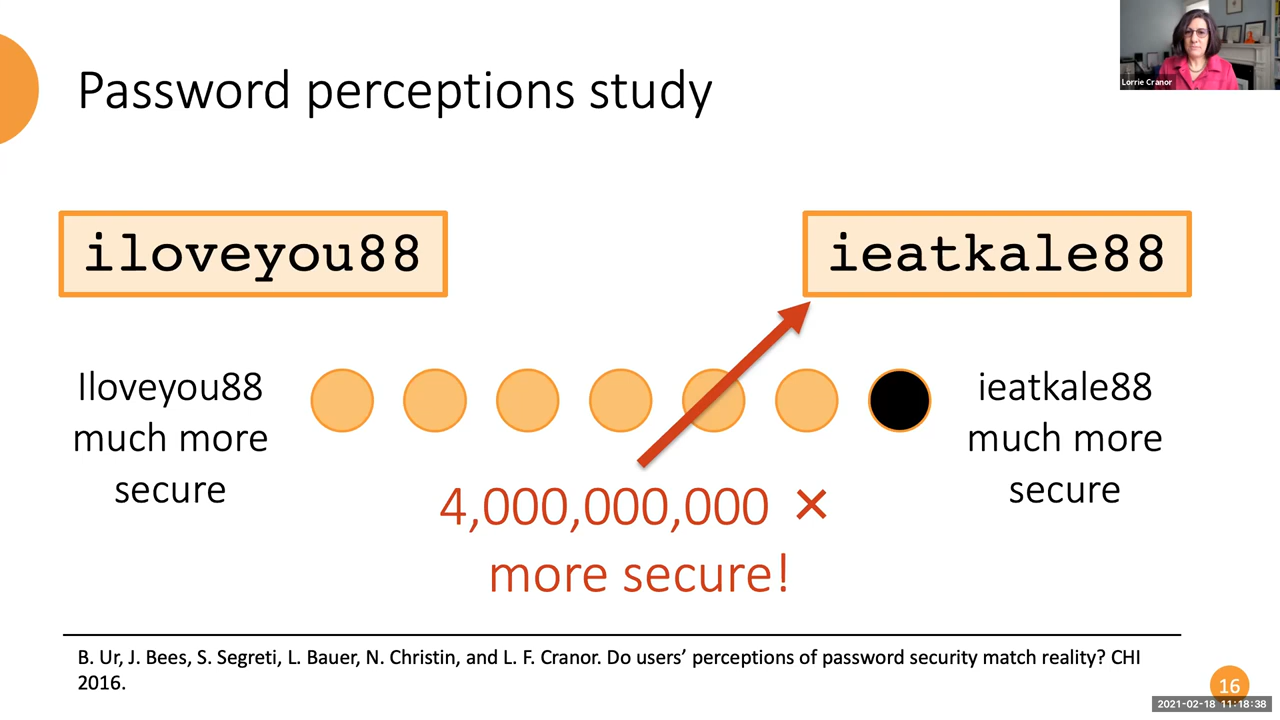 Password perceptions study
Lorrie Cranor
iloveyou88
ieatkale88
Iloveyou88
much more
secure
ieatkale88
much more
secure
4,000,000,000 ×
more secure!
B. Ur, J. Bees, S. Segreti, L. Bauer, N. Christin, and L. F. Cranor. Do users’ perceptions of password security match reality? CHI
2016.
16
2021-02-18 11:18:38